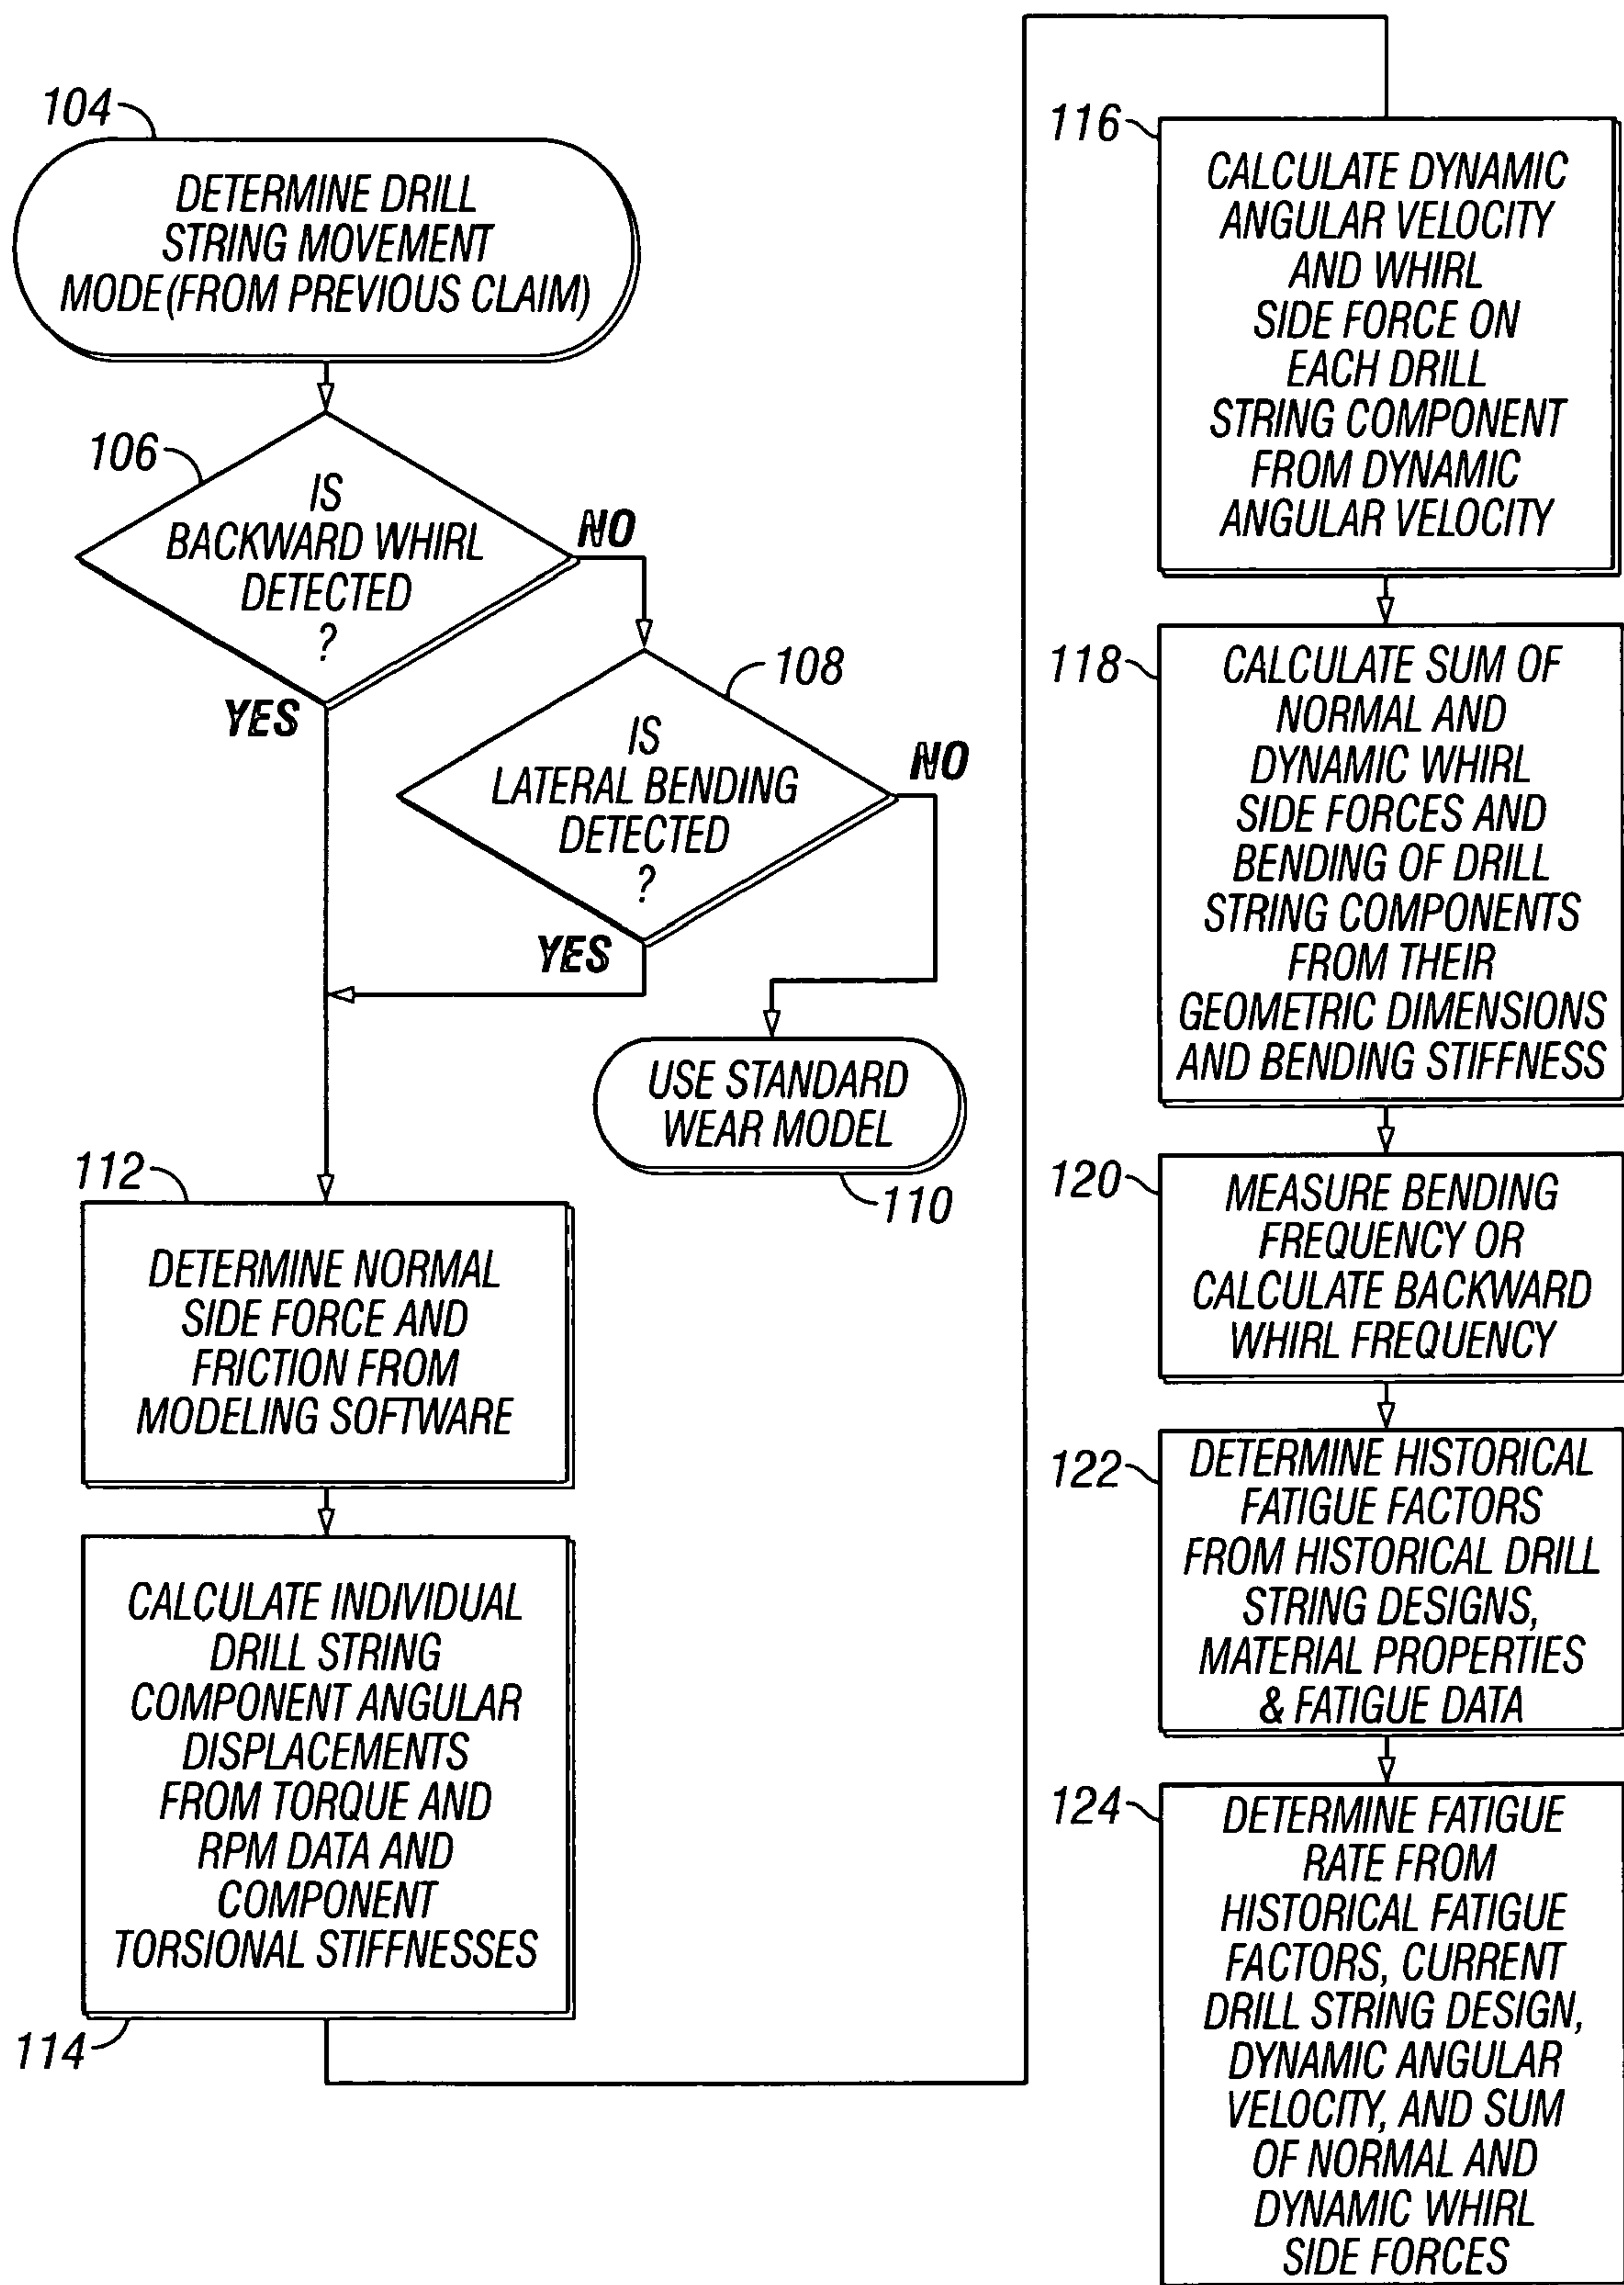 104
DETERMINE DRILL
STRING MOVEMENT
MODE(FROM PREVIOUS CLAIM)
106
IS
BACKWARD WHIRL
DETECTED
?
NO
YES
108
IS
LATERAL BENDING
DETECTED
?
NO
YES
USE STANDARD
WEAR MODEL
110
112
DETERMINE NORMAL
SIDE FORCE AND
FRICTION FROM
MODELING SOFTWARE
CALCULATE INDIVIDUAL
DRILL STRING
COMPONENT ANGULAR
DISPLACEMENTS
FROM TORQUE AND
RPM DATA AND
COMPONENT
TORSIONAL STIFFNESSES
114
116
CALCULATE DYNAMIC
ANGULAR VELOCITY
AND WHIRL
SIDE FORCE ON
EACH DRILL
STRING COMPONENT
FROM DYNAMIC
ANGULAR VELOCITY
118
CALCULATE SUM OF
NORMAL AND
DYNAMIC WHIRL
SIDE FORCES AND
BENDING OF DRILL
STRING COMPONENTS
FROM THEIR
GEOMETRIC DIMENSIONS
AND BENDING STIFFNESS
120
MEASURE BENDING
FREQUENCY OR
CALCULATE BACKWARD
WHIRL FREQUENCY
122
DETERMINE HISTORICAL
FATIGUE FACTORS
FROM HISTORICAL DRILL
STRING DESIGNS,
MATERIAL PROPERTIES
& FATIGUE DATA
124
DETERMINE FATIGUE
RATE FROM
HISTORICAL FATIGUE
FACTORS, CURRENT
DRILL STRING DESIGN,
DYNAMIC ANGULAR
VELOCITY, AND SUM
OF NORMAL AND
DYNAMIC WHIRL
SIDE FORCES